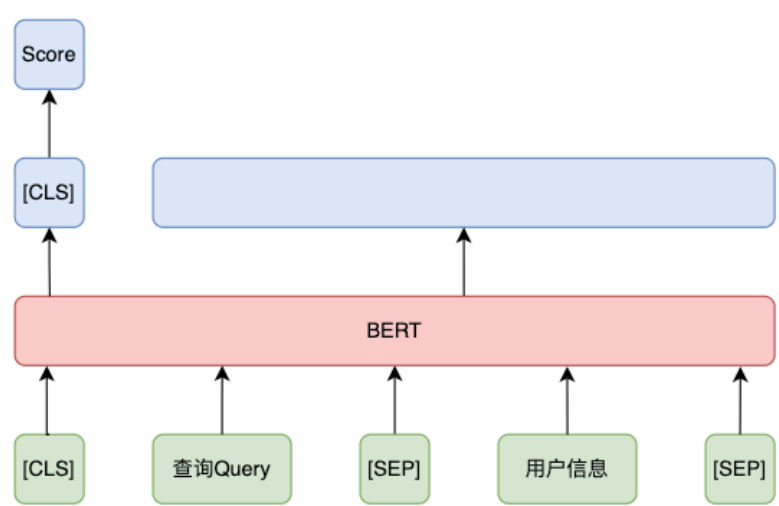 Score
[CLS]
BERT
[CLS]
查询Query
[SEP]
用户信息
[SEP]